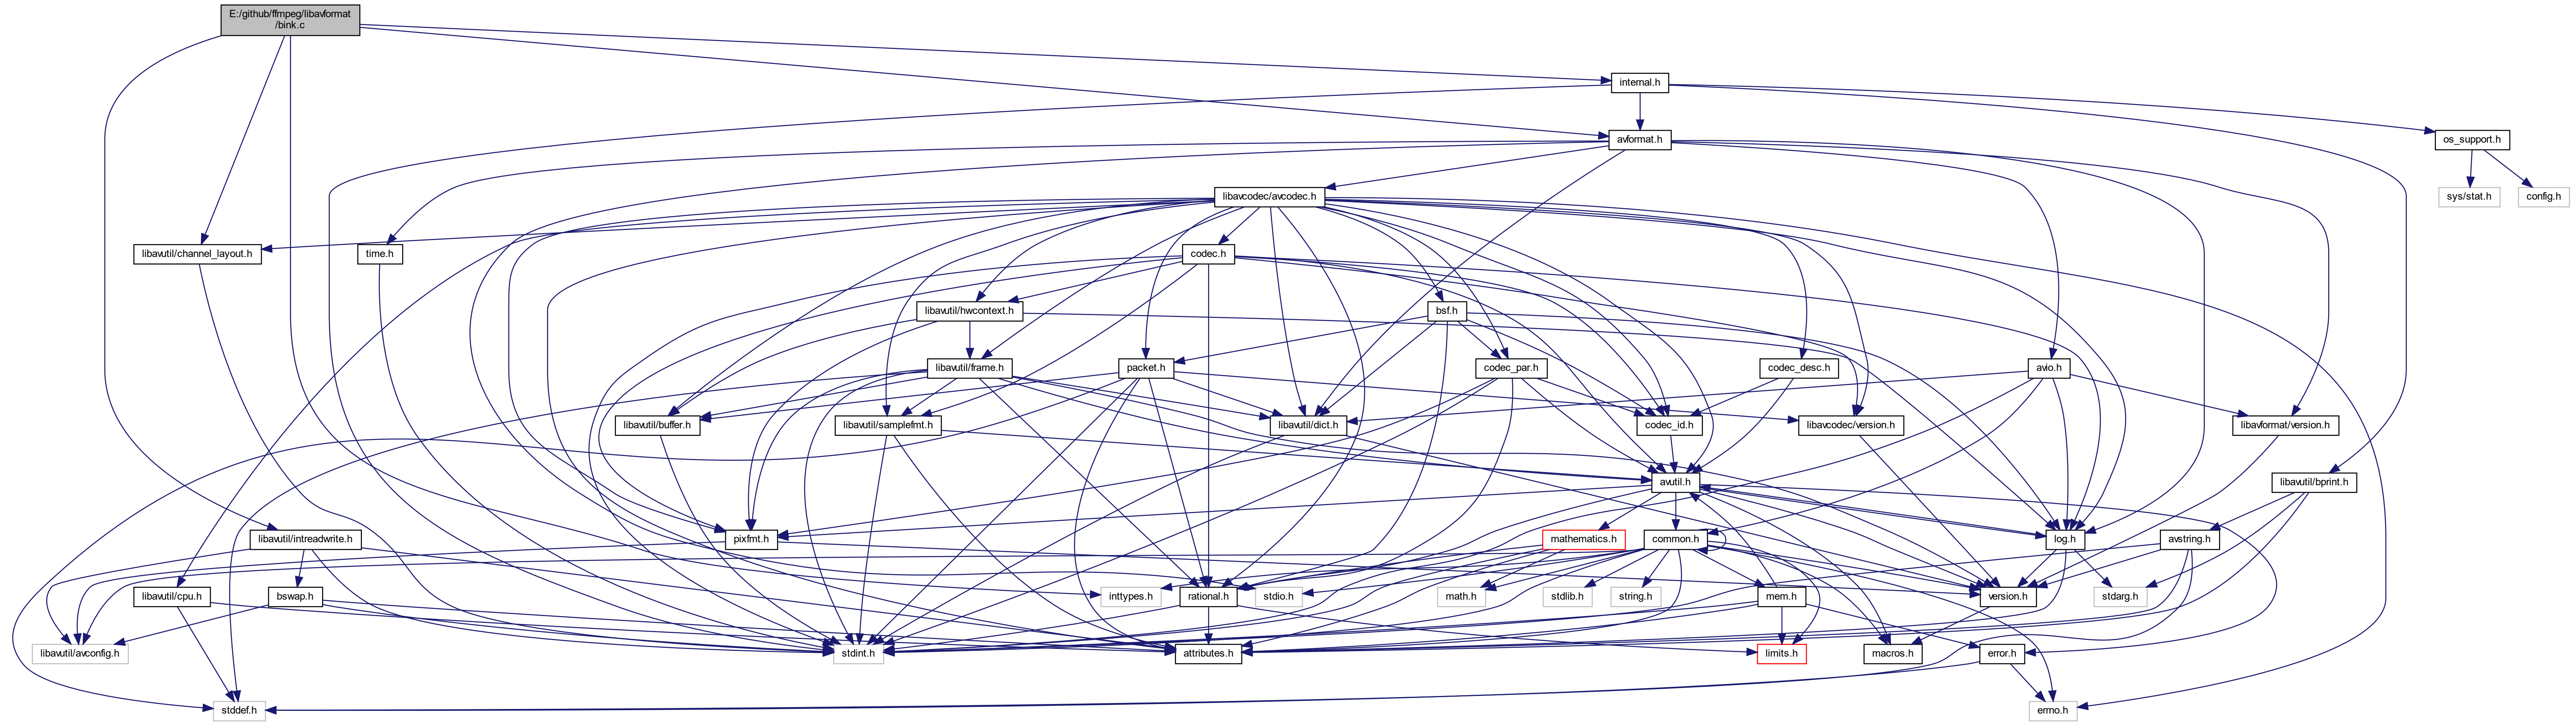 E:/github/ffmpeg/libavformat
/bink.c
internal.h
avformat.h
os_support.h
libavcodec/avcodec.h
sys/stat.h
config.h
libavutil/channel_layout.h
time.h
codec.h
libavutil/hwcontext.h
bsf.h
libavutil/frame.h
packet.h
codec_par.h
codec_desc.h
avio.h
libavutil/buffer.h
libavutil/samplefmt.h
libavutil/dict.h
codec_id.h
libavcodec/version.h
libavformat/version.h
avutil.h
libavutil/bprint.h
libavutil/intreadwrite.h
pixfmt.h
mathematics.h
common.h
log.h
avstring.h
libavutil/cpu.h
bswap.h
inttypes.h
rational.h
stdio.h
math.h
stdlib.h
string.h
mem.h
version.h
stdarg.h
libavutil/avconfig.h
stdint.h
attributes.h
limits.h
macros.h
error.h
stddef.h
errno.h